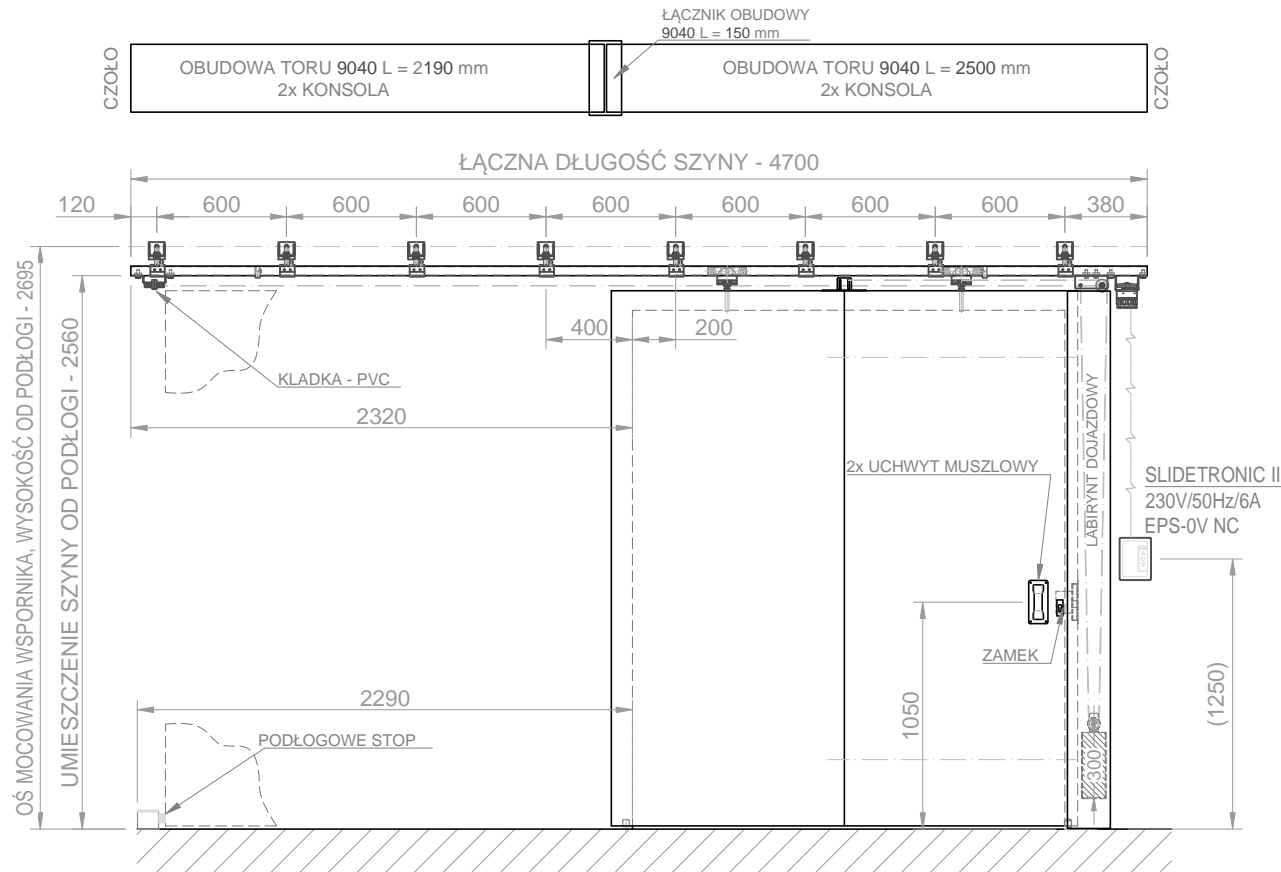 ŁĄCZNIK OBUDOWY
9040 L = 150 mm
CZOŁO
OBUDOWA TORU 9040 L = 2190 mm
2x KONSOLA
OBUDOWA TORU 9040 L = 2500 mm
2x KONSOLA
CZOŁO
ŁĄCZNA DŁUGOŚĆ SZYNY - 4700
120
600
600
600
600
600
600
600
380
OŚ MOCOWANIA WSPORNIKA, WYSOKOŚĆ OD PODŁOGI - 2695
UMIESZCZENIE SZYNY OD PODŁOGI - 2560
400
200
KLADKA - PVC
2320
2x UCHWYT MUSZLOWY
LABIRYNT DOJAZDOWY
SLIDETRONIC II
230V/50Hz/6A
EPS-0V NC
ZAMEK
1050
(1250)
2290
PODŁOGOWE STOP
300